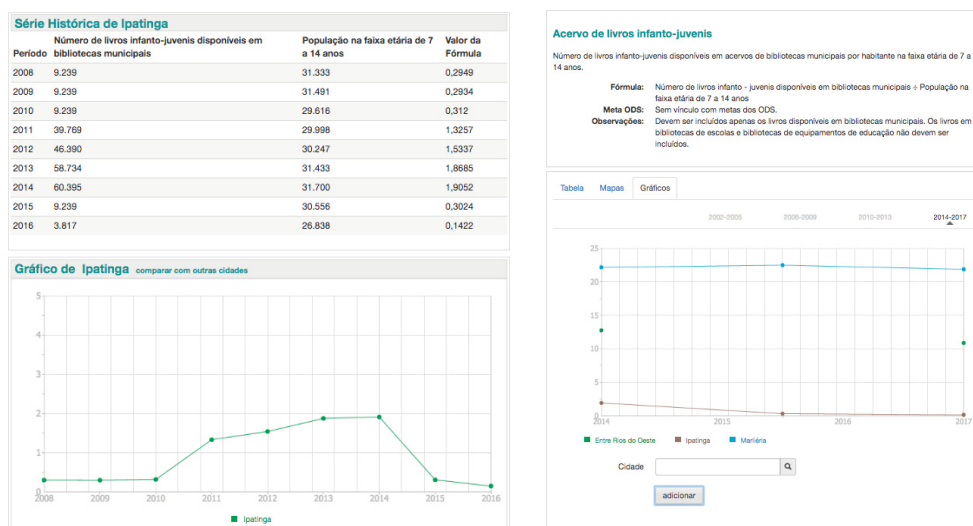 Série Histórica de Ipatinga
Número de livros infanto-juvenis disponíveis em População na faixa etária de 7 Valor da
Período bibliotecas municipais a 14 anos Fórmula
2008 9.239 31.333 0,2949
2009 9.239 31.491 0,2934
2010 9.239 29.616 0,312
2011 39.769 29.998 1,3257
2012 46.390 30.247 1,5337
2013 58.734 31.433 1,8685
2014 60.395 31.700 1,9052
2015 9.239 30.556 0,3024
2016 3.817 26.838 0,1422
Gráfico de Ipatinga comparar com outras cidades
5
4
3
2
1
0
2008 2009 2010 2011 2012 2013 2014 2015 2016
Ipatinga
Acervo de livros infanto-juvenis
Número de livros infanto-juvenis disponíveis em acervos de bibliotecas municipais por habitante na faixa etária de 7 a
14 anos.
Fórmula: Número de livros infanto - juvenis disponíveis em bibliotecas municipais ÷ População na
faixa etária de 7 a 14 anos
Meta ODS: Sem vínculo com metas dos ODS.
Observações: Devem ser incluídos apenas os livros disponíveis em bibliotecas municipais. Os livros em
bibliotecas de escolas e bibliotecas de equipamentos de educação não devem ser
incluídos.
Tabela Mapas Gráficos
2002-2005 2006-2009 2010-2013 2014-2017
25
20
15
10
5
0
2014 2015 2016 2017
Entre Rios do Oeste Ipatinga Marliéria
Cidade
adicionar